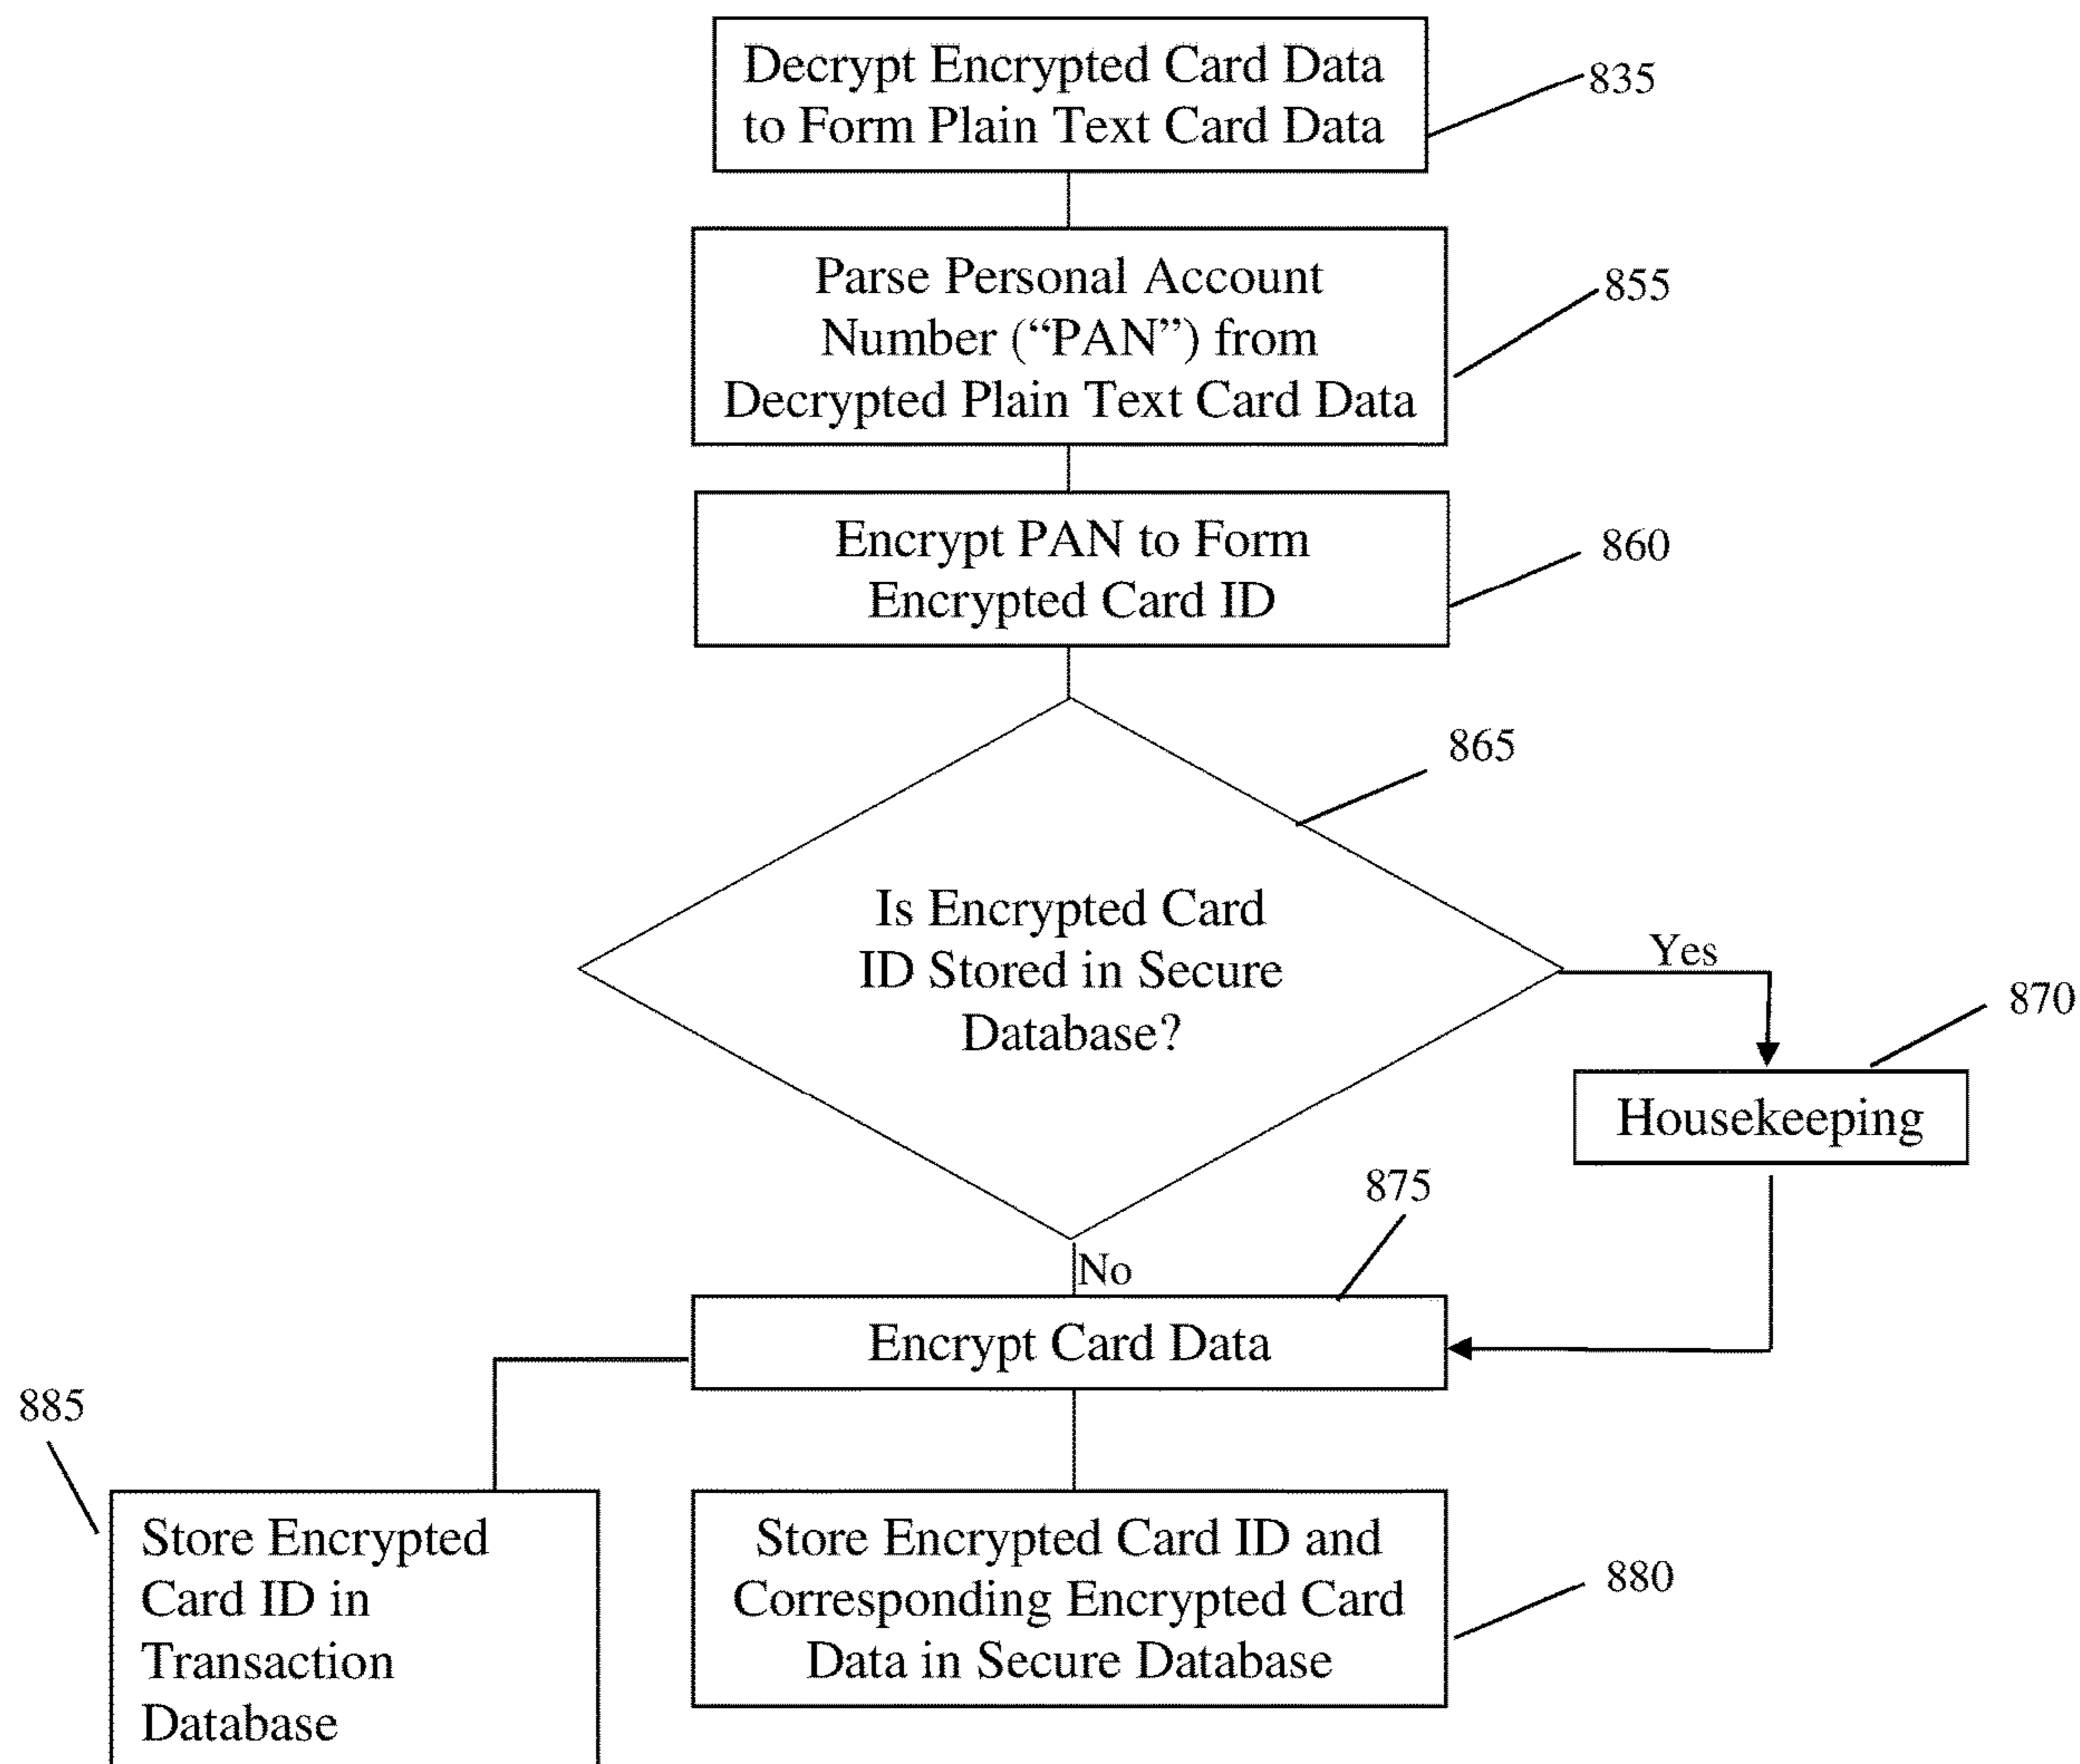 Decrypt Encrypted Card Data
to Form Plain Text Card Data
835
Parse Personal Account
Number (“PAN”) from
Decrypted Plain Text Card Data
855
Encrypt PAN to Form
Encrypted Card ID
860
865
Is Encrypted Card
ID Stored in Secure
Database?
Yes
870
Housekeeping
875
No
Encrypt Card Data
885
Store Encrypted
Card ID in
Transaction
Database
Store Encrypted Card ID and
Corresponding Encrypted Card
Data in Secure Database
880